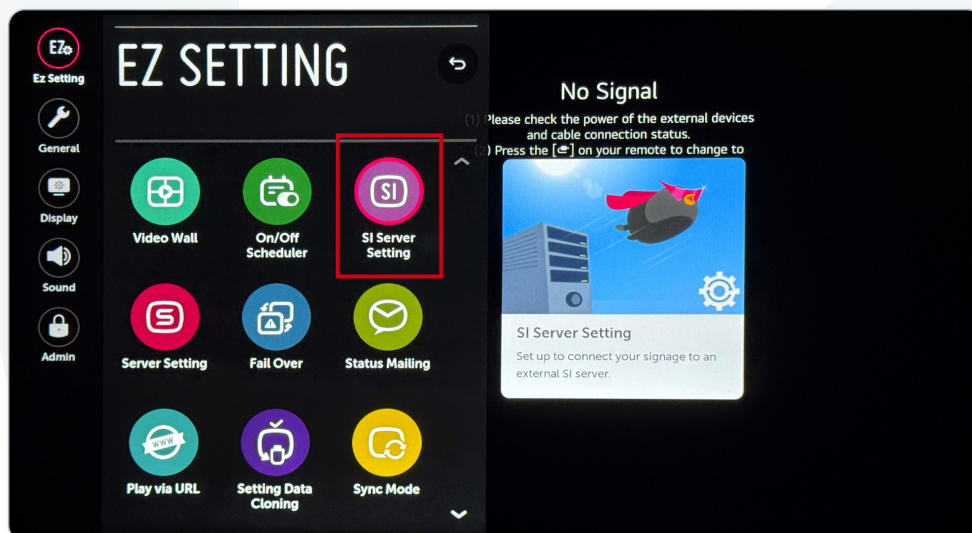 EZ
Ez Setting
General
Display
Sound
Admin
EZ SETTING
Video Wall
On/Off
Scheduler
SI
SI Server
Setting
S
Server Setting
Fail Over
Status Mailing
WWW
Play via URL
Setting Data
Cloning
Sync Mode
No Signal
(1) Please check the power of the external devices
and cable connection status.
(2) Press the [ ] on your remote to change to
SI Server Setting
Set up to connect your signage to an
external SI server.